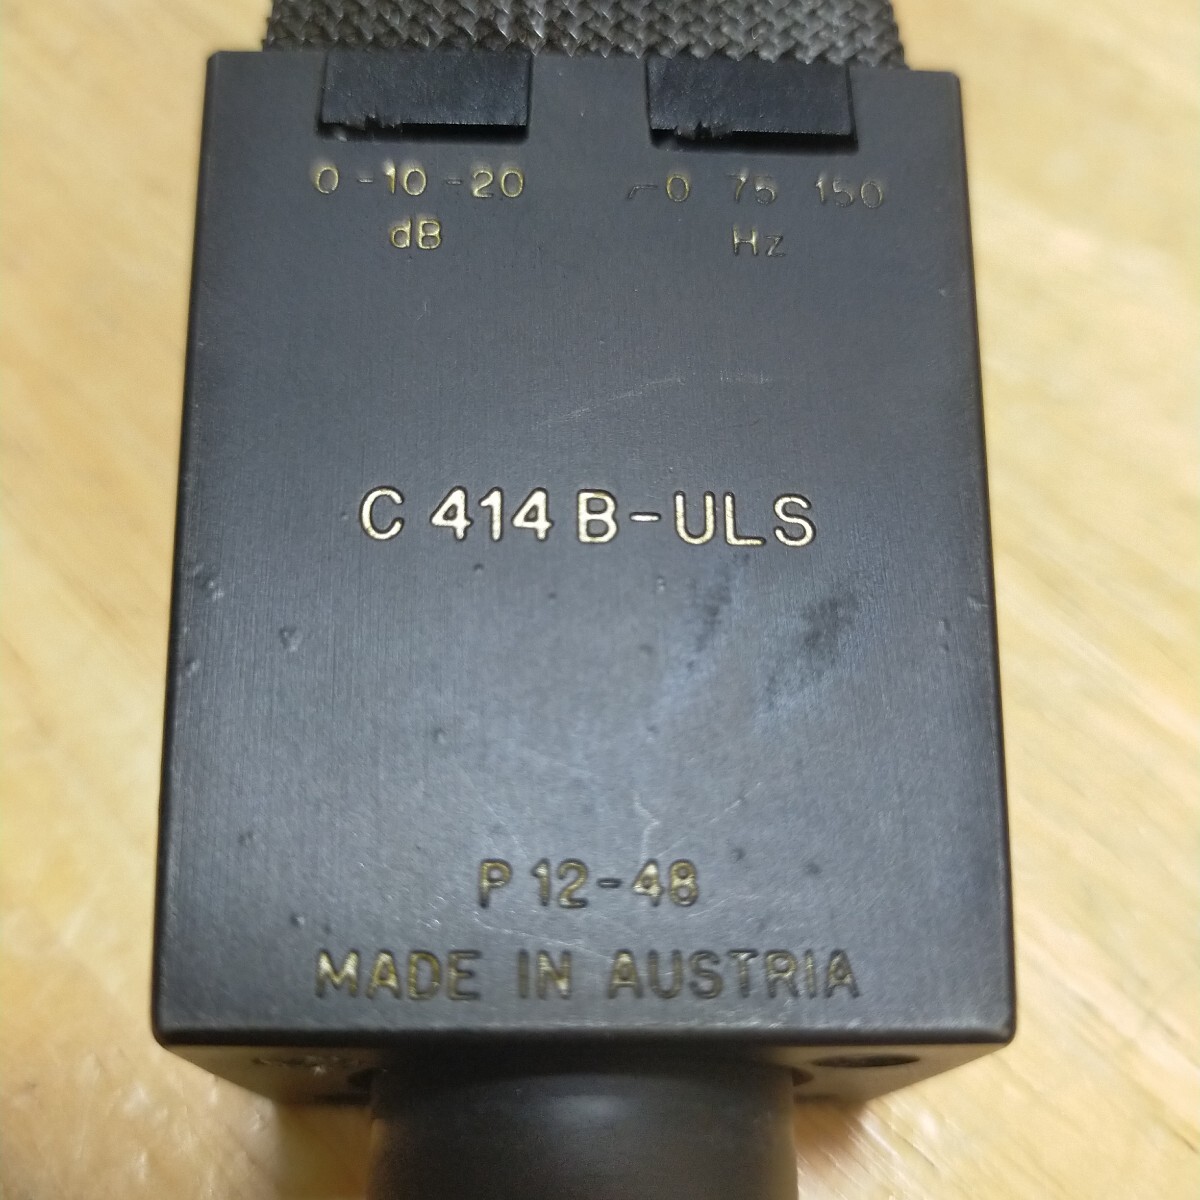 0 -10 -20 0 75 150
dB Hz
C 414 B-ULS
P 12-48
MADE IN AUSTRIA